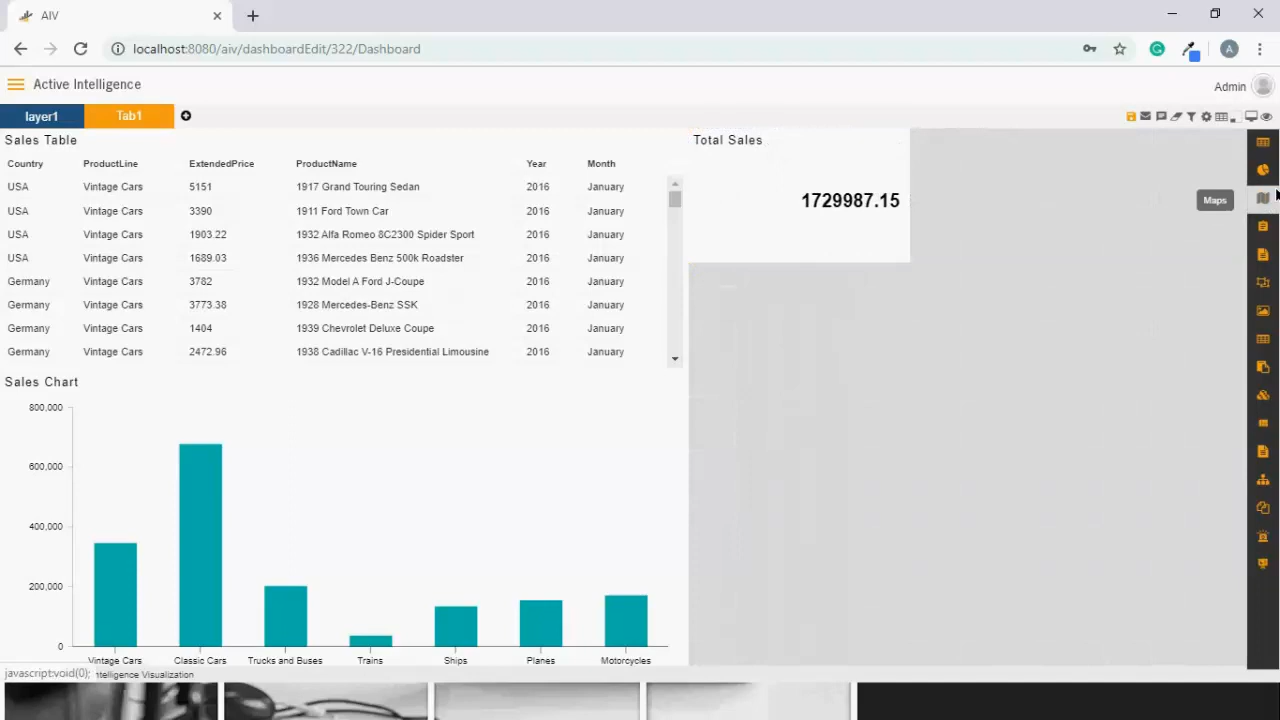 AIV
localhost:8080/aiv/dashboardEdit/322/Dashboard
A
Active Intelligence
Admin
layer1
Tab1
Sales Table
Country ProductLine ExtendedPrice ProductName Year Month
USA Vintage Cars 5151 1917 Grand Touring Sedan 2016 January
USA Vintage Cars 3390 1911 Ford Town Car 2016 January
USA Vintage Cars 1903.22 1932 Alfa Romeo 8C2300 Spider Sport 2016 January
USA Vintage Cars 1689.03 1936 Mercedes Benz 500k Roadster 2016 January
Germany Vintage Cars 3782 1932 Model A Ford J-Coupe 2016 January
Germany Vintage Cars 3773.38 1928 Mercedes-Benz SSK 2016 January
Germany Vintage Cars 1404 1939 Chevrolet Deluxe Coupe 2016 January
Germany Vintage Cars 2472.96 1938 Cadillac V-16 Presidential Limousine 2016 January
Total Sales
1729987.15
Maps
Sales Chart
800,000
600,000
400,000
200,000
0
Vintage Cars Classic Cars Trucks and Buses Trains Ships Planes Motorcycles
javascript:void(0);
ntelligence Visualization